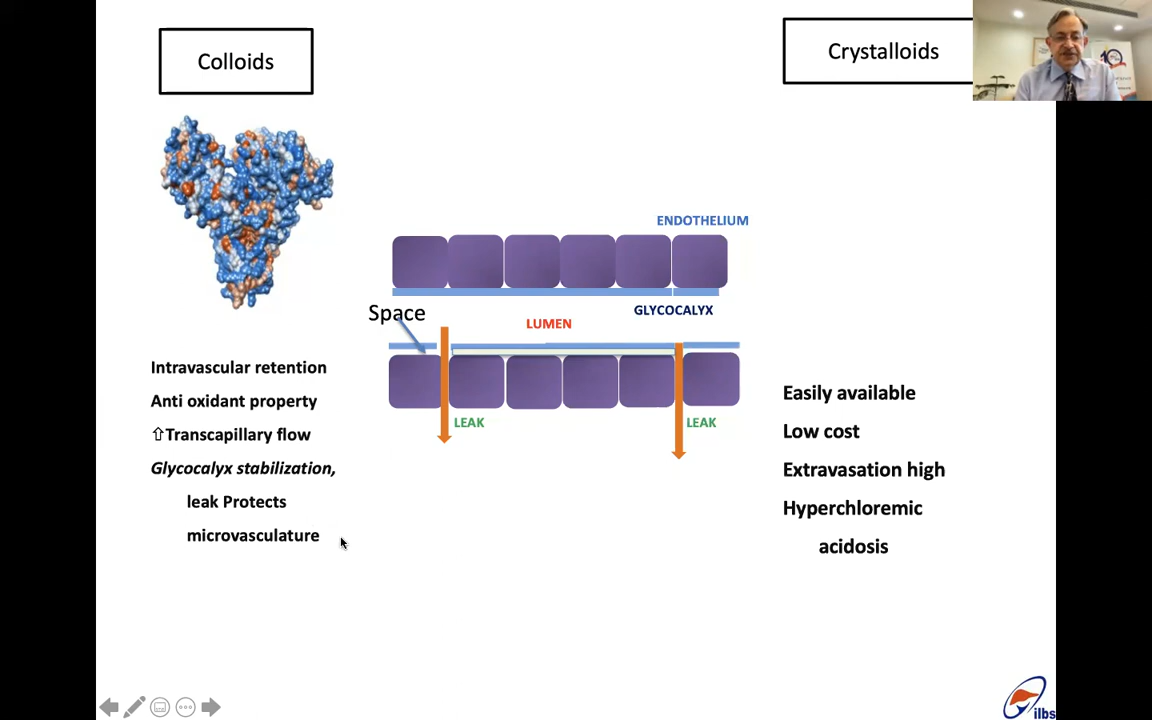 Colloids
Crystalloids
ENDOTHELIUM
GLYCOCALYX
Space
LUMEN
LEAK
LEAK
Intravascular retention
Anti oxidant property
⇧Transcapillary flow
Glycocalyx stabilization,
leak Protects
microvasculature
Easily available
Low cost
Extravasation high
Hyperchloremic
acidosis
10
ilbs